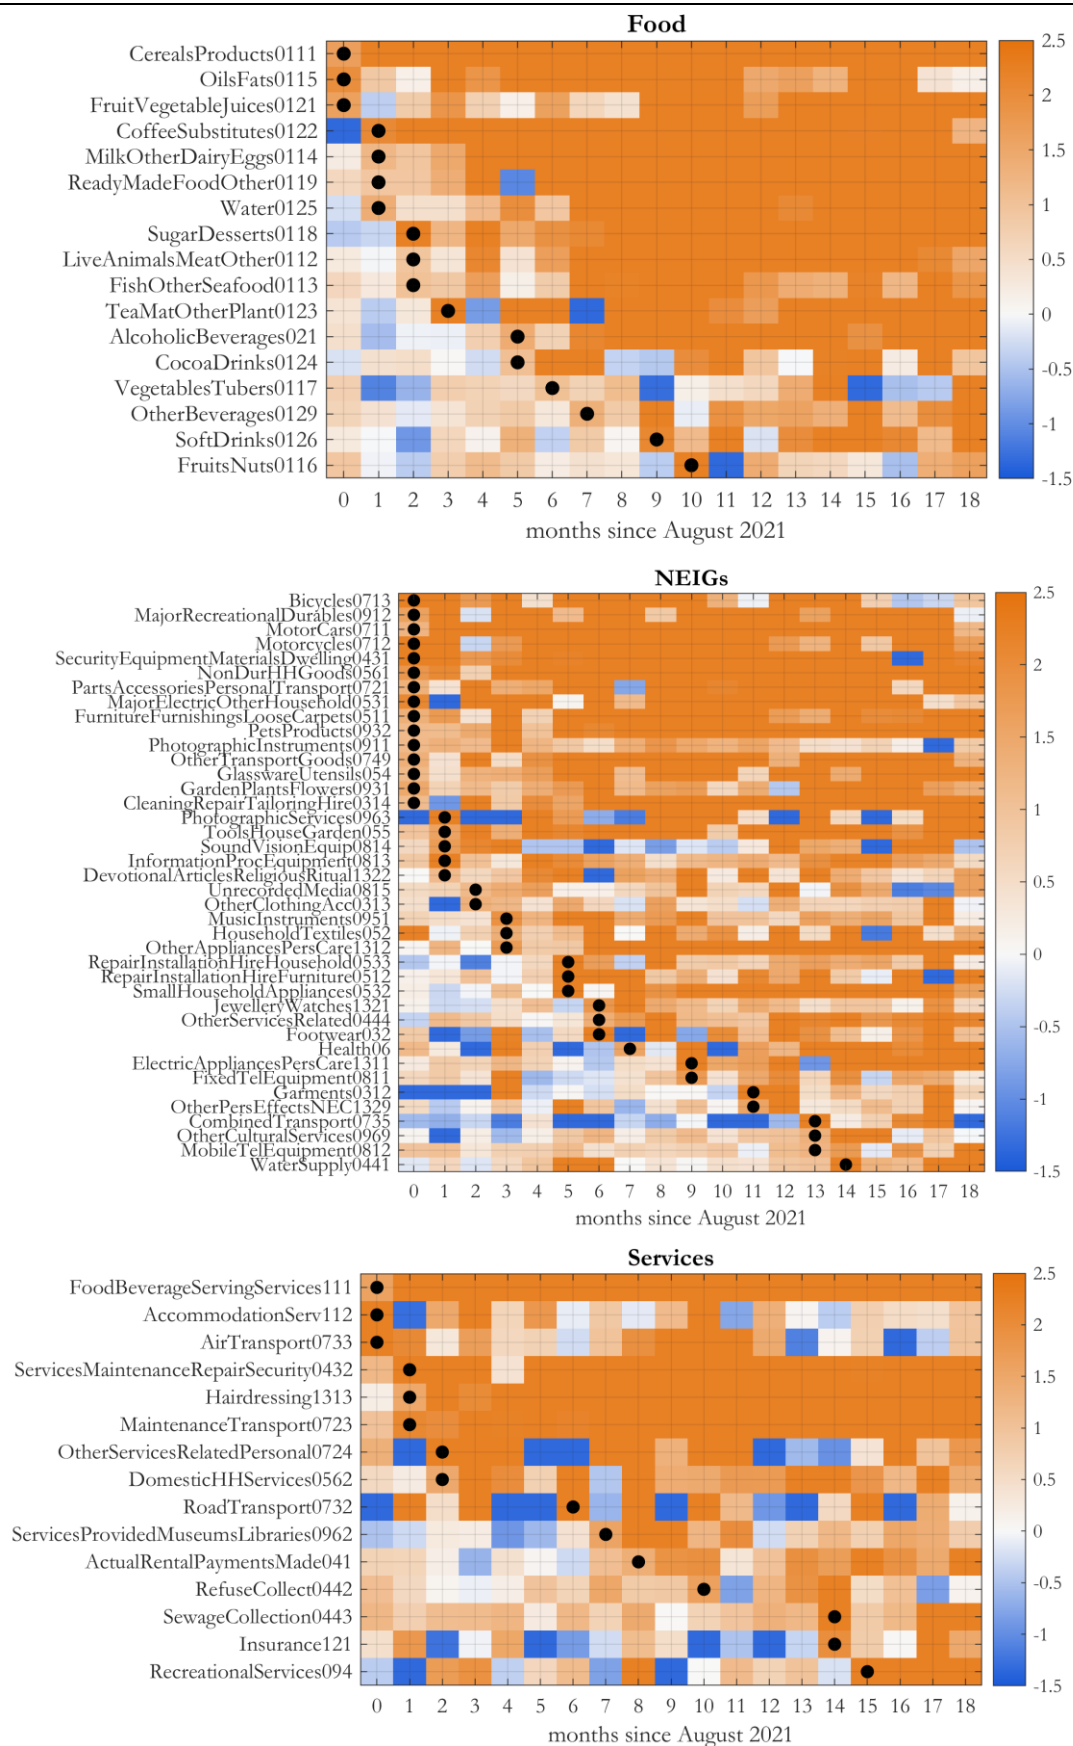 Food
CerealsProducts0111
OilsFats0115
FruitVegetableJuices0121
CoffeeSubstitutes0122
MilkOtherDairyEggs0114
ReadyMadeFoodOther0119
Water0125
SugarDesserts0118
LiveAnimalsMeatOther0112
FishOtherSeafood0113
TeaMatOtherPlant0123
AlcoholicBeverages021
CocoaDrinks0124
VegetablesTubers0117
OtherBeverages0129
SoftDrinks0126
FruitsNuts0116
0 1 2 3 4 5 6 7 8 9 10 11 12 13 14 15 16 17 18
months since August 2021
2.5
2
1.5
1
0.5
0
-0.5
-1
-1.5
NEIGs
Bicycles0713
MajorRecreationalDurables0912
MotorCars0711
Motorcycles0712
SecurityEquipmentMaterialsDwelling0431
NonDurHHGoods0561
PartsAccessoriesPersonalTransport0721
MajorElectricOtherHousehold0531
FurnitureFurnishingsLooseCarpets0511
PetsProducts0932
PhotographicInstruments0911
OtherTransportGoods0749
GlasswareUtensils054
GardenPlantsFlowers0931
CleaningRepairTailoringHire0314
PhotographicServices0963
ToolsHouseGarden055
SoundVisionEquip0814
InformationProcEquipment0813
DevotionalArticlesReligiousRitual1322
UnrecordedMedia0815
OtherClothingAcc0313
MusicInstruments0951
HouseholdTextiles052
OtherAppliancesPersCare1312
RepairInstallationHireHousehold0533
RepairInstallationHireFurniture0512
SmallHouseholdAppliances0532
JewelleryWatches1321
OtherServicesRelated0444
Footwear032
Health06
ElectricAppliancesPersCare1311
FixedTelEquipment0811
Garments0312
OtherPersEffectsNEC1329
CombinedTransport0735
OtherCulturalServices0969
MobileTelEquipment0812
WaterSupply0441
0 1 2 3 4 5 6 7 8 9 10 11 12 13 14 15 16 17 18
months since August 2021
2.5
2
1.5
1
0.5
0
-0.5
-1
-1.5
Services
FoodBeverageServingServices111
AccommodationServ112
AirTransport0733
ServicesMaintenanceRepairSecurity0432
Hairdressing1313
MaintenanceTransport0723
OtherServicesRelatedPersonal0724
DomesticHHServices0562
RoadTransport0732
ServicesProvidedMuseumsLibraries0962
ActualRentalPaymentsMade041
RefuseCollect0442
SewageCollection0443
Insurance121
RecreationalServices094
0 1 2 3 4 5 6 7 8 9 10 11 12 13 14 15 16 17 18
months since August 2021
2.5
2
1.5
1
0.5
0
-0.5
-1
-1.5